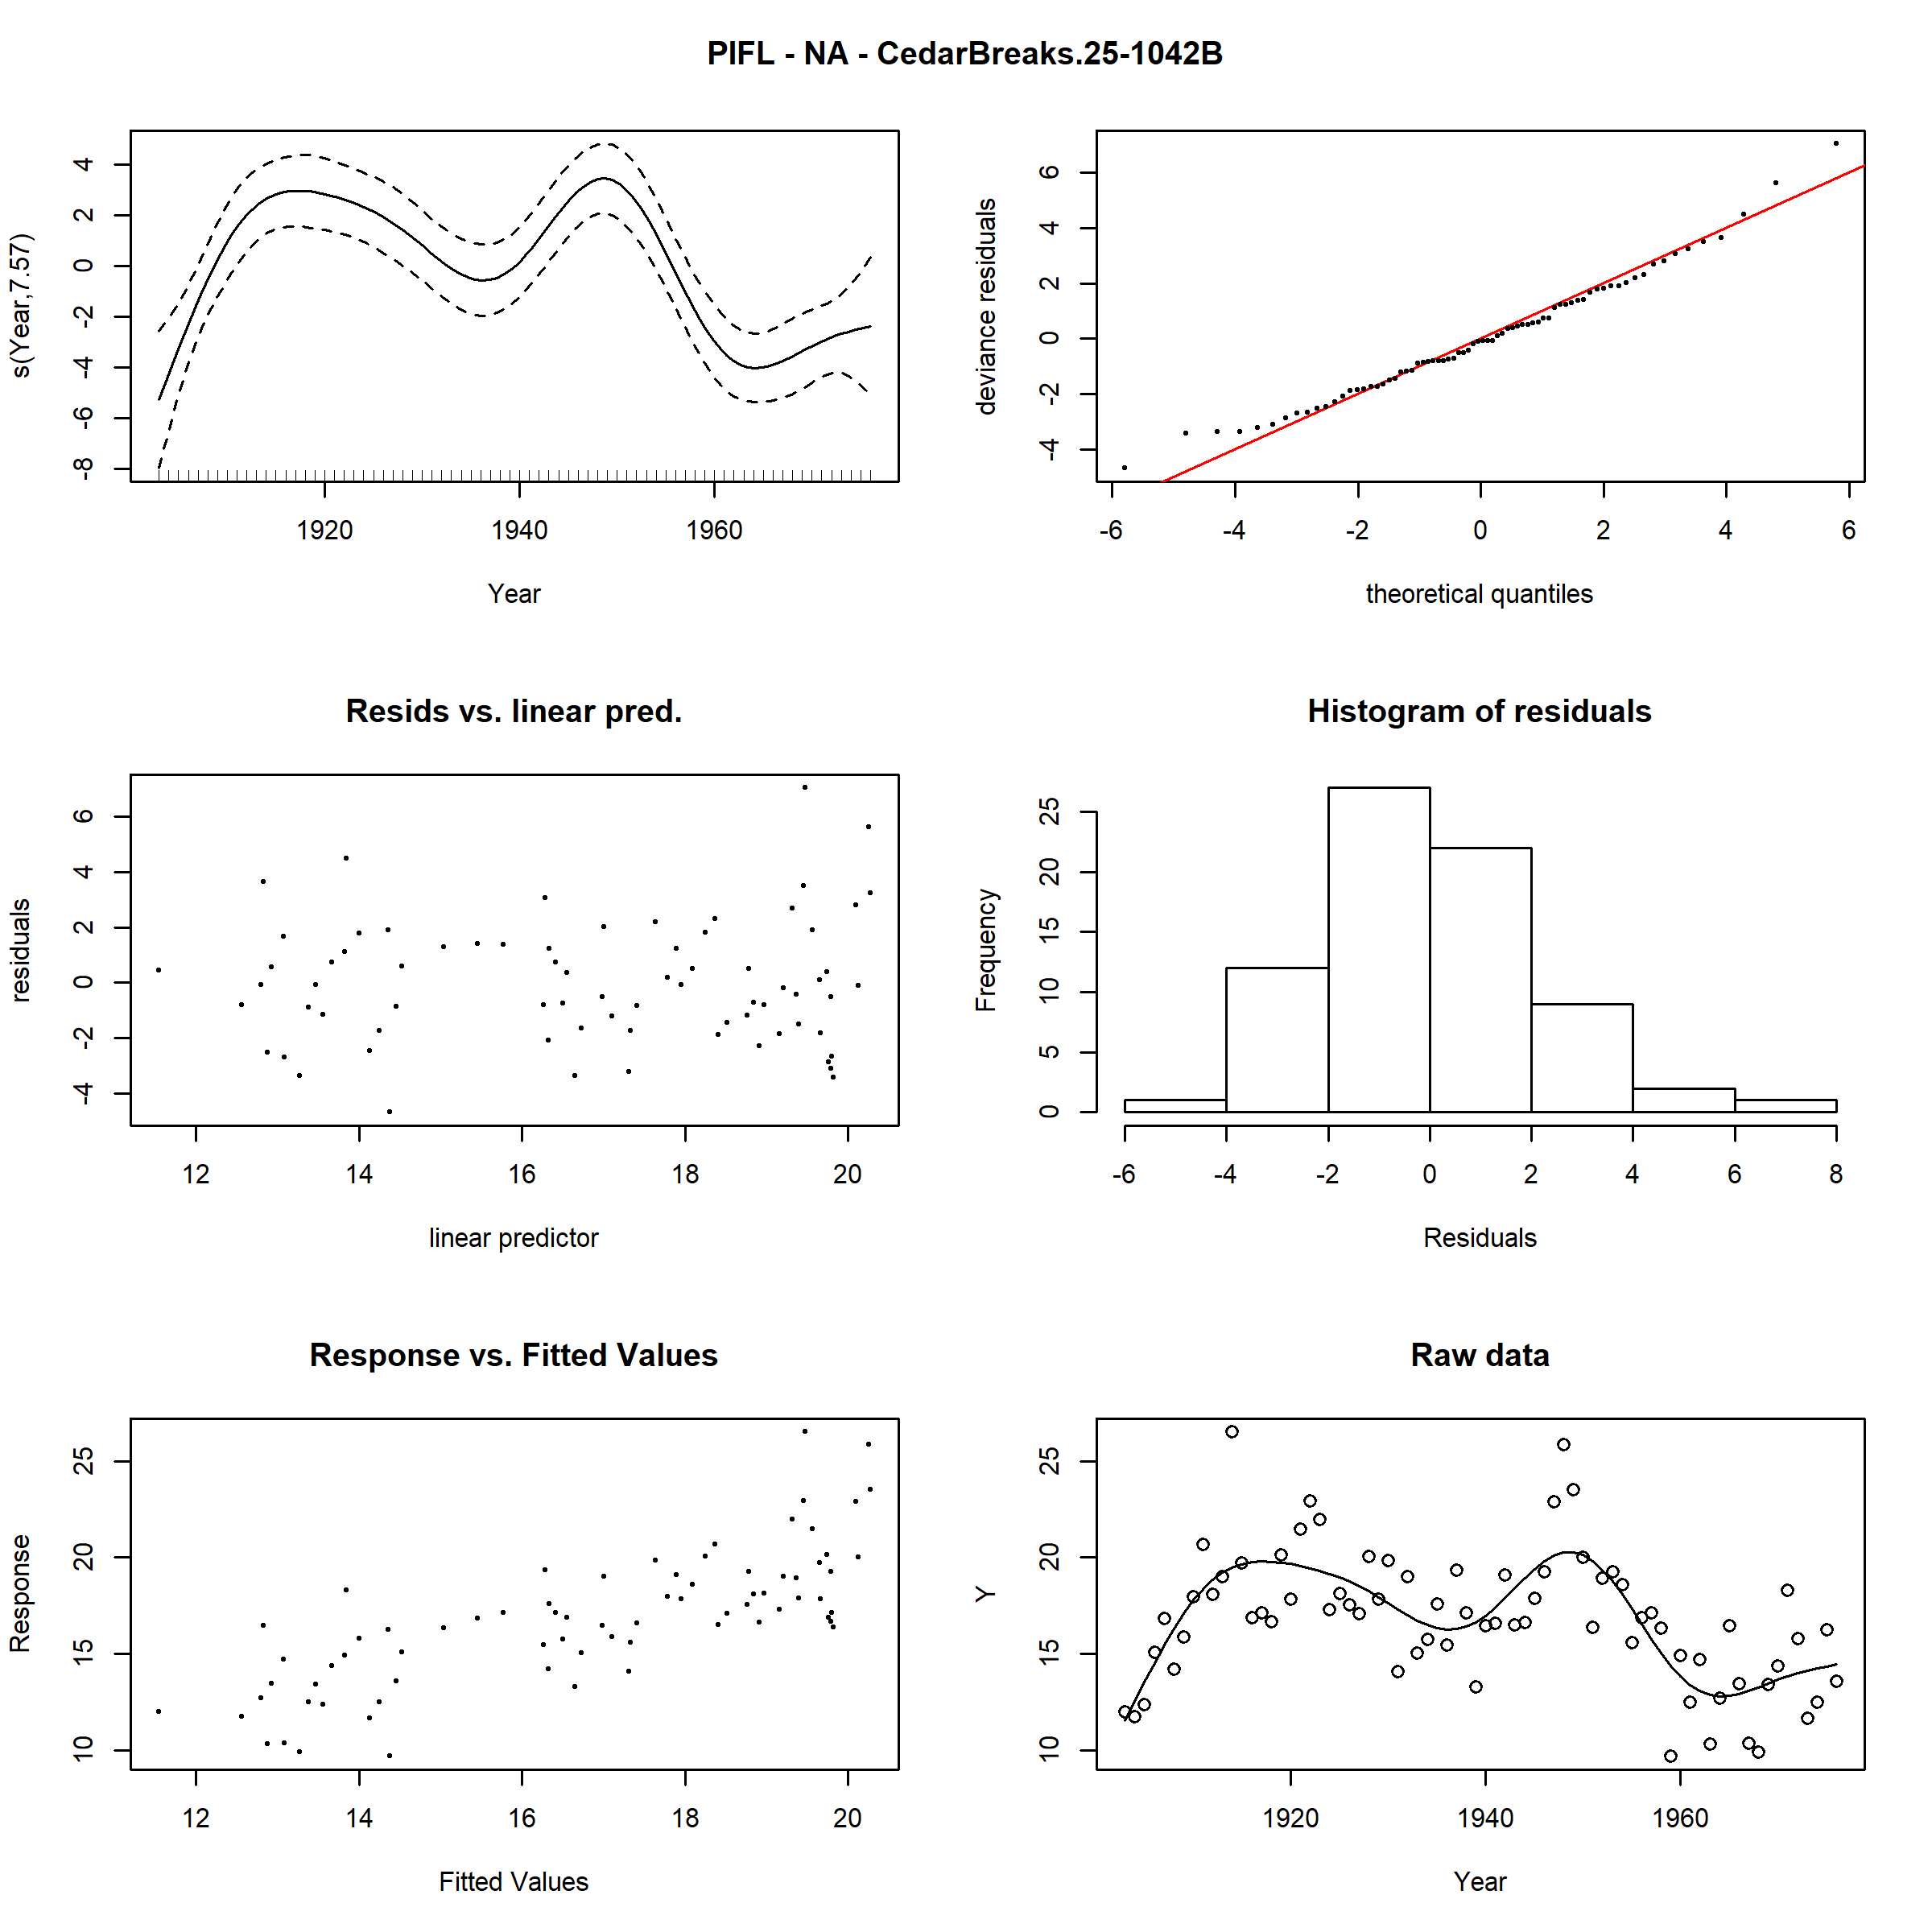 PIFL - NA - CedarBreaks.25-1042B
s(Year,7.57)
4
2
0
-2
-4
-6
-8
1920 1940 1960
Year
deviance residuals
6
4
2
0
-2
-4
-6 -4 -2 0 2 4 6
theoretical quantiles
Resids vs. linear pred.
residuals
6
4
2
0
-2
-4
12 14 16 18 20
linear predictor
Histogram of residuals
Frequency
25
20
15
10
5
0
-6 -4 -2 0 2 4 6 8
Residuals
Response vs. Fitted Values
Response
25
20
15
10
12 14 16 18 20
Fitted Values
Raw data
Y
25
20
15
10
1920 1940 1960
Year